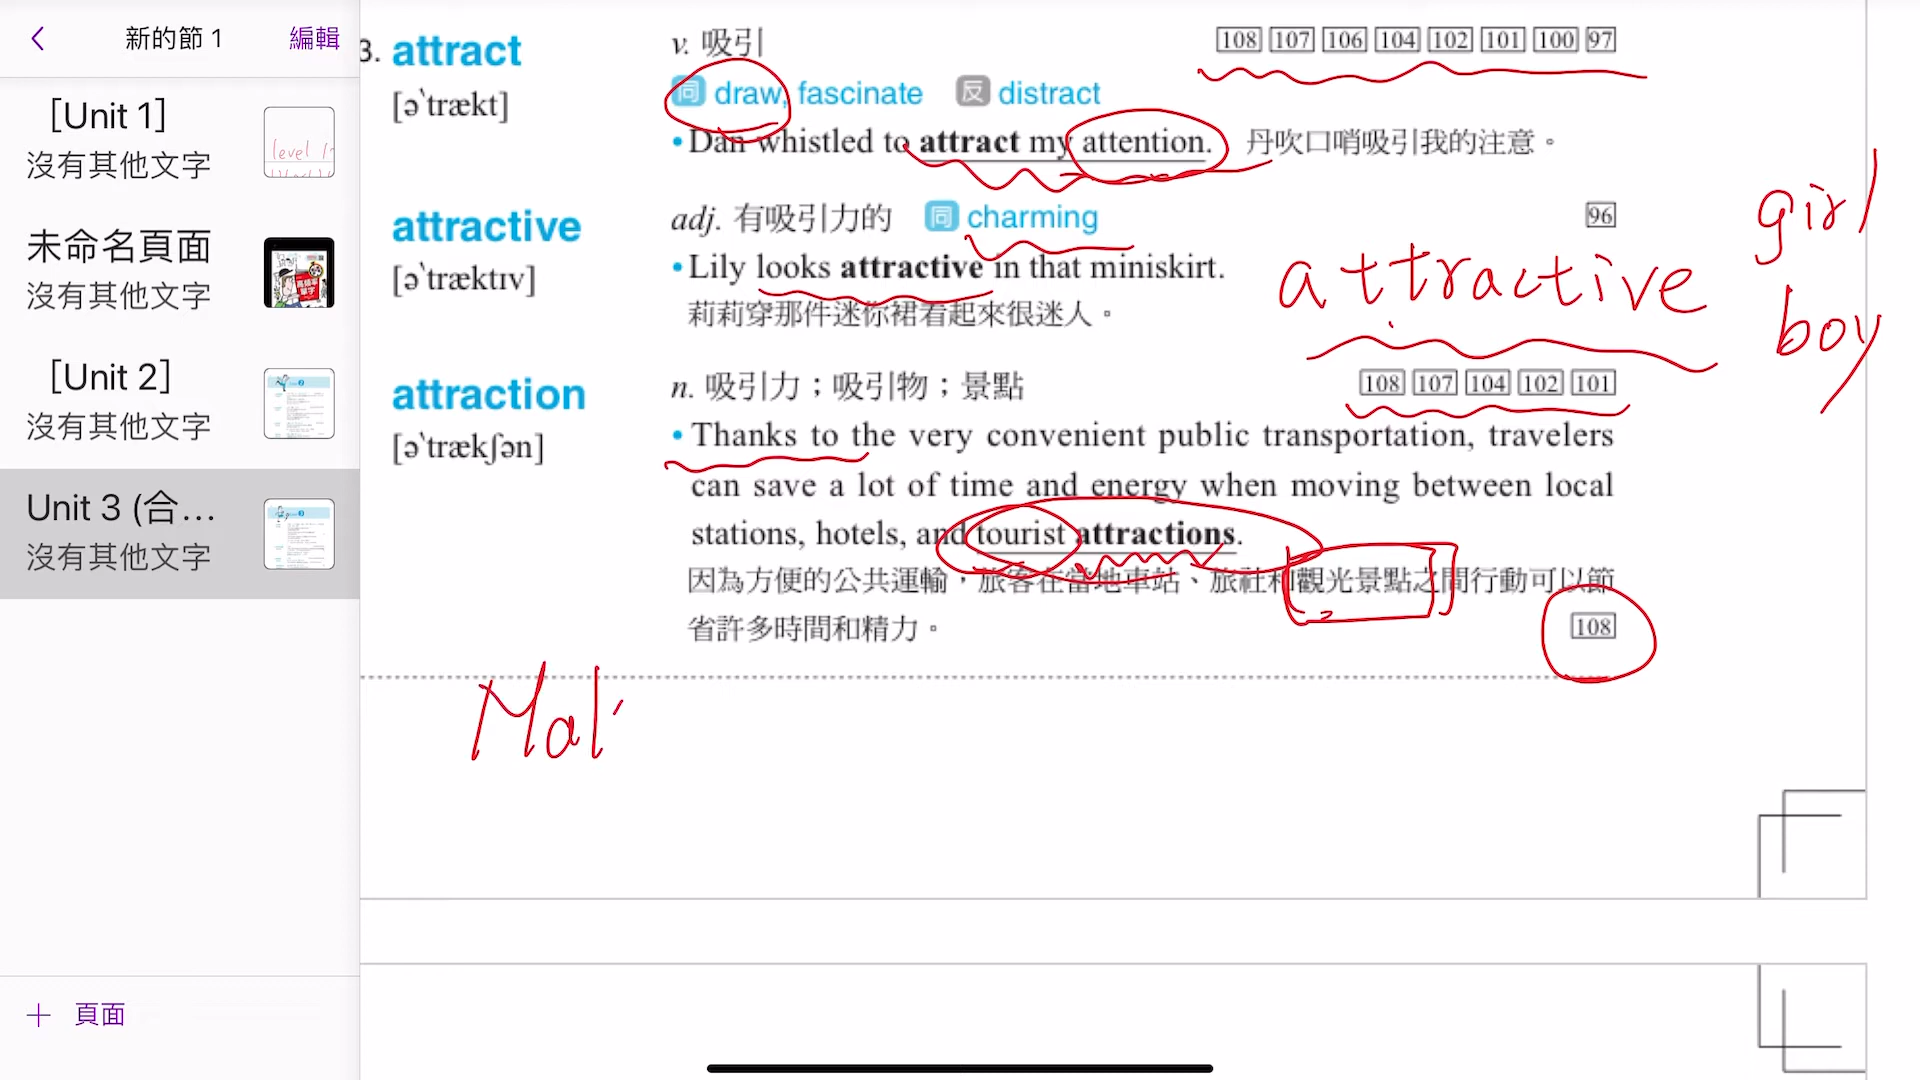 新的節 1
編輯
[Unit 1]
沒有其他文字
level 1
未命名頁面
沒有其他文字
[Unit 2]
沒有其他文字
Unit 3 (合...
沒有其他文字
頁面
3. attract
[əˋtrækt]
v. 吸引
108 107 106 104 102 101 100 97
同 draw, fascinate 反 distract
•Dan whistled to attract my attention. 丹吹口哨吸引我的注意。
attractive
[əˋtræktɪv]
adj. 有吸引力的 同 charming
96
•Lily looks attractive in that miniskirt.
莉莉穿那件迷你裙看起來很迷人。
attractive
girl
boy
attraction
[əˋtrækʃən]
n. 吸引力；吸引物；景點
108 107 104 102 101
•Thanks to the very convenient public transportation, travelers
can save a lot of time and energy when moving between local
stations, hotels, and tourist attractions.
因為方便的公共運輸，旅客在當地車站、旅社和觀光景點之間行動可以節
省許多時間和精力。
108